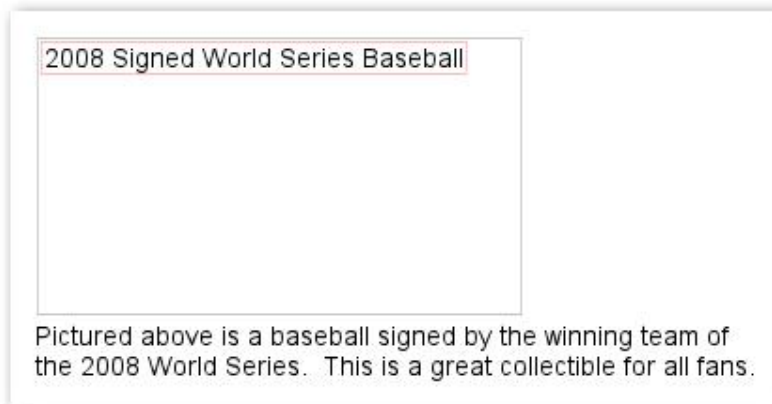 2008 Signed World Series Baseball
Pictured above is a baseball signed by the winning team of
the 2008 World Series.  This is a great collectible for all fans.